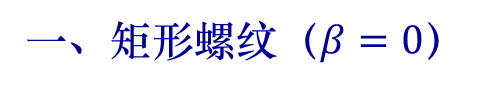 一、矩形螺纹（β = 0）